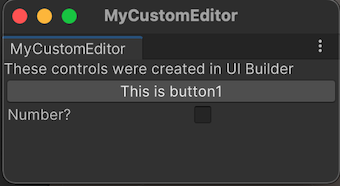 MyCustomEditor
MyCustomEditor
These controls were created in UI Builder
This is button1
Number?